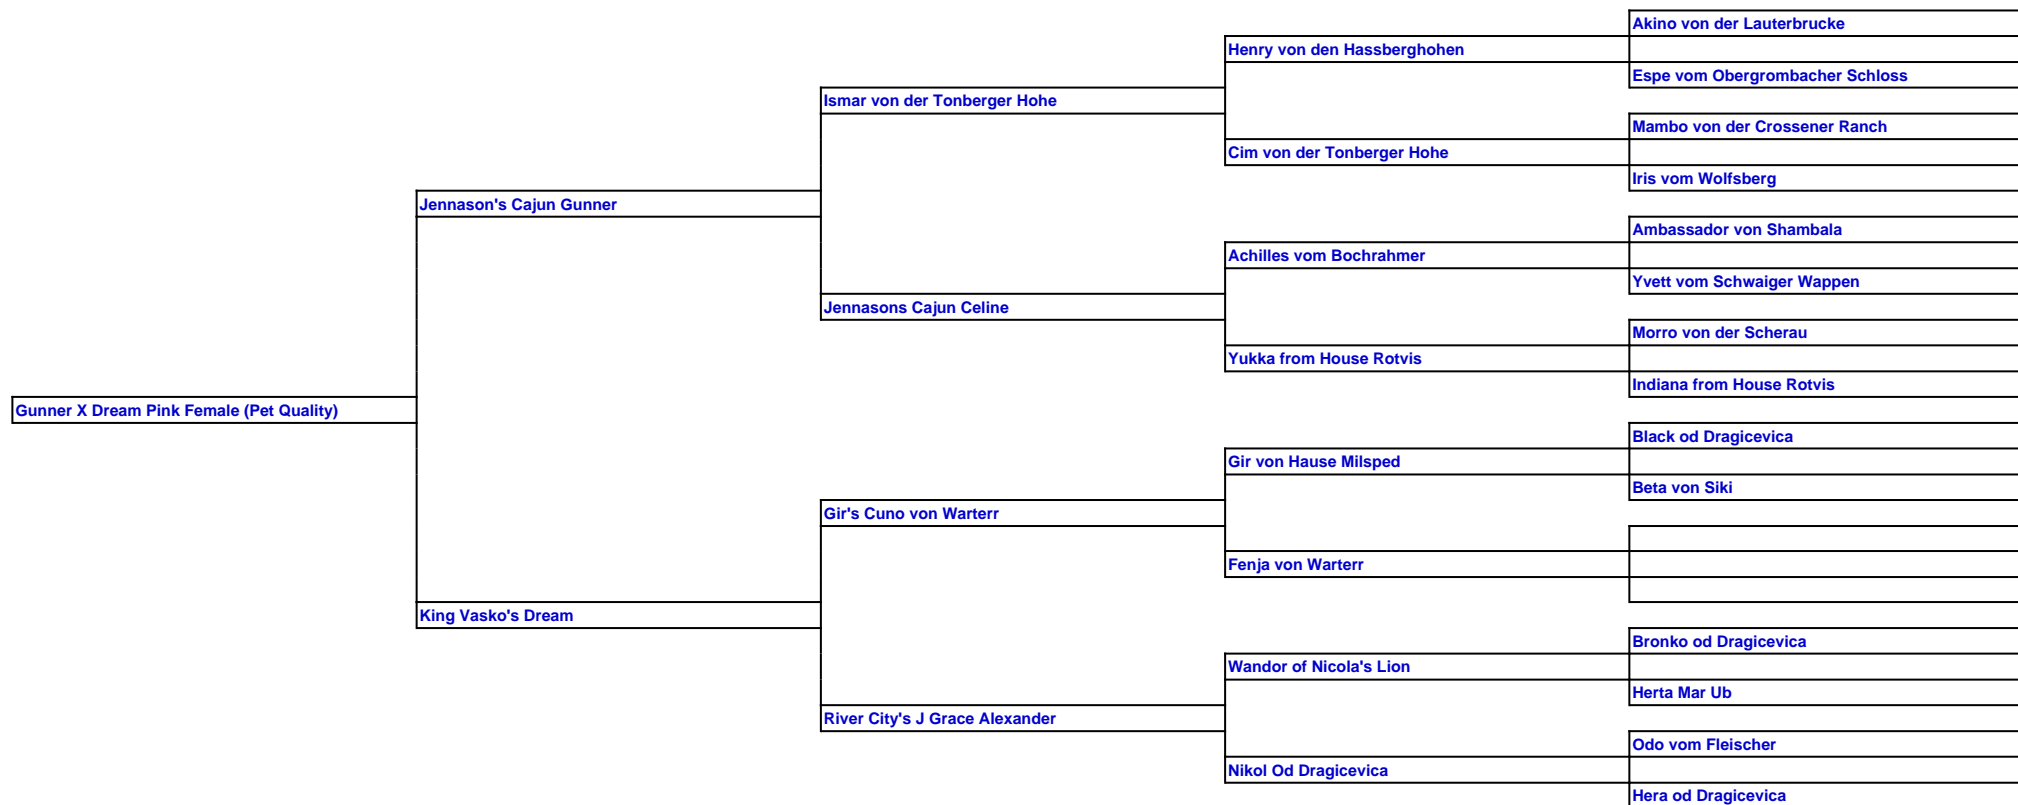 Akino von der Lauterbrucke
Henry von den Hassberghohen
Espe vom Obergrombacher Schloss
Ismar von der Tonberger Hohe
Mambo von der Crossener Ranch
Cim von der Tonberger Hohe
Iris vom Wolfsberg
Jennason's Cajun Gunner
Ambassador von Shambala
Achilles vom Bochrahmer
Yvett vom Schwaiger Wappen
Jennasons Cajun Celine
Morro von der Scherau
Yukka from House Rotvis
Indiana from House Rotvis
Gunner X Dream Pink Female (Pet Quality)
Black od Dragicevica
Gir von Hause Milsped
Beta von Siki
Gir's Cuno von Warterr
Fenja von Warterr
King Vasko's Dream
Bronko od Dragicevica
Wandor of Nicola's Lion
Herta Mar Ub
River City's J Grace Alexander
Odo vom Fleischer
Nikol Od Dragicevica
Hera od Dragicevica